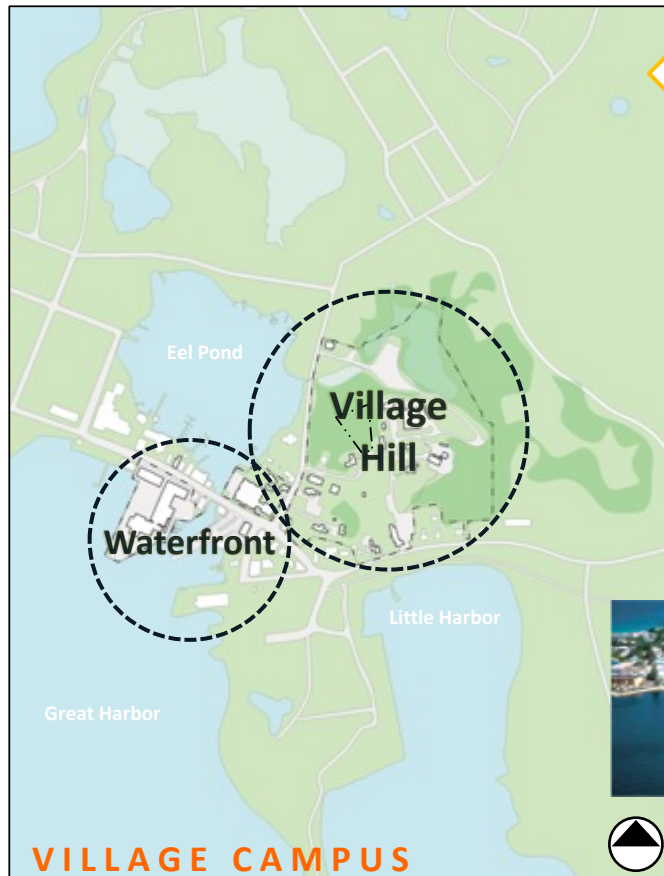 Eel Pond
Village
Hill
Waterfront
Little Harbor
Great Harbor
VILLAGE CAMPUS